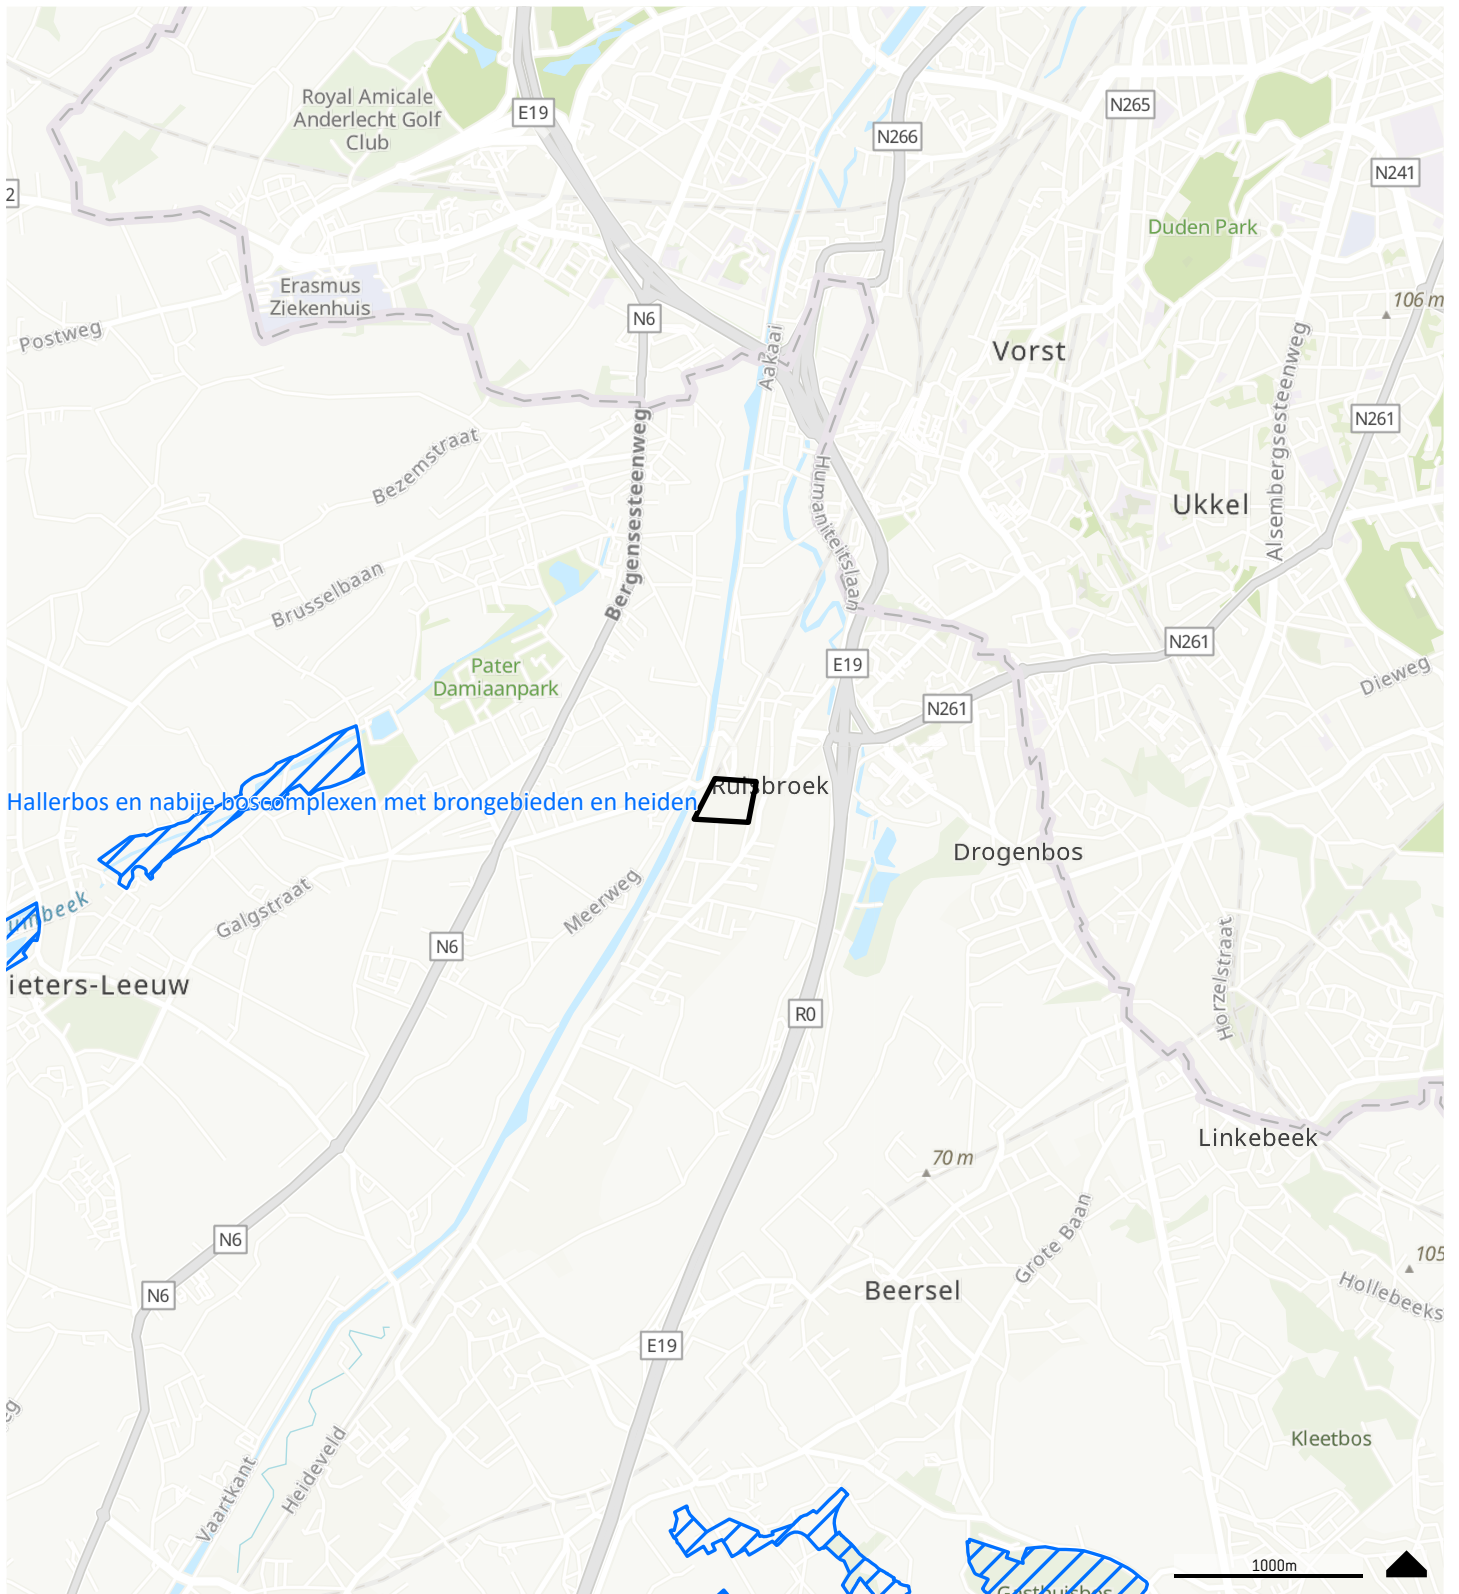 Royal Amicale
Anderlecht Golf
Club
E19
N265
N266
N241
2
Duden Park
Erasmus
Ziekenhuis
106 m
Postweg
N6
Aakaai
Vorst
Alsembergsesteenweg
N261
Bergensesteenweg
Bezemstraat
Humaniteitslaan
Ukkel
Brusselbaan
N261
E19
Pater
Damiaanpark
Dieweg
N261
Ruisbroek
Hallerbos en nabije boscomplexen met brongebieden en heiden
Drogenbos
Galgstraat
Meerweg
N6
Horzelstraat
ieters-Leeuw
R0
Linkebeek
70 m
Grote Baan
N6
105
Beersel
Hollebeeks
N6
E19
Kleetbos
eg
Vaartkant
Heideveld
1000m